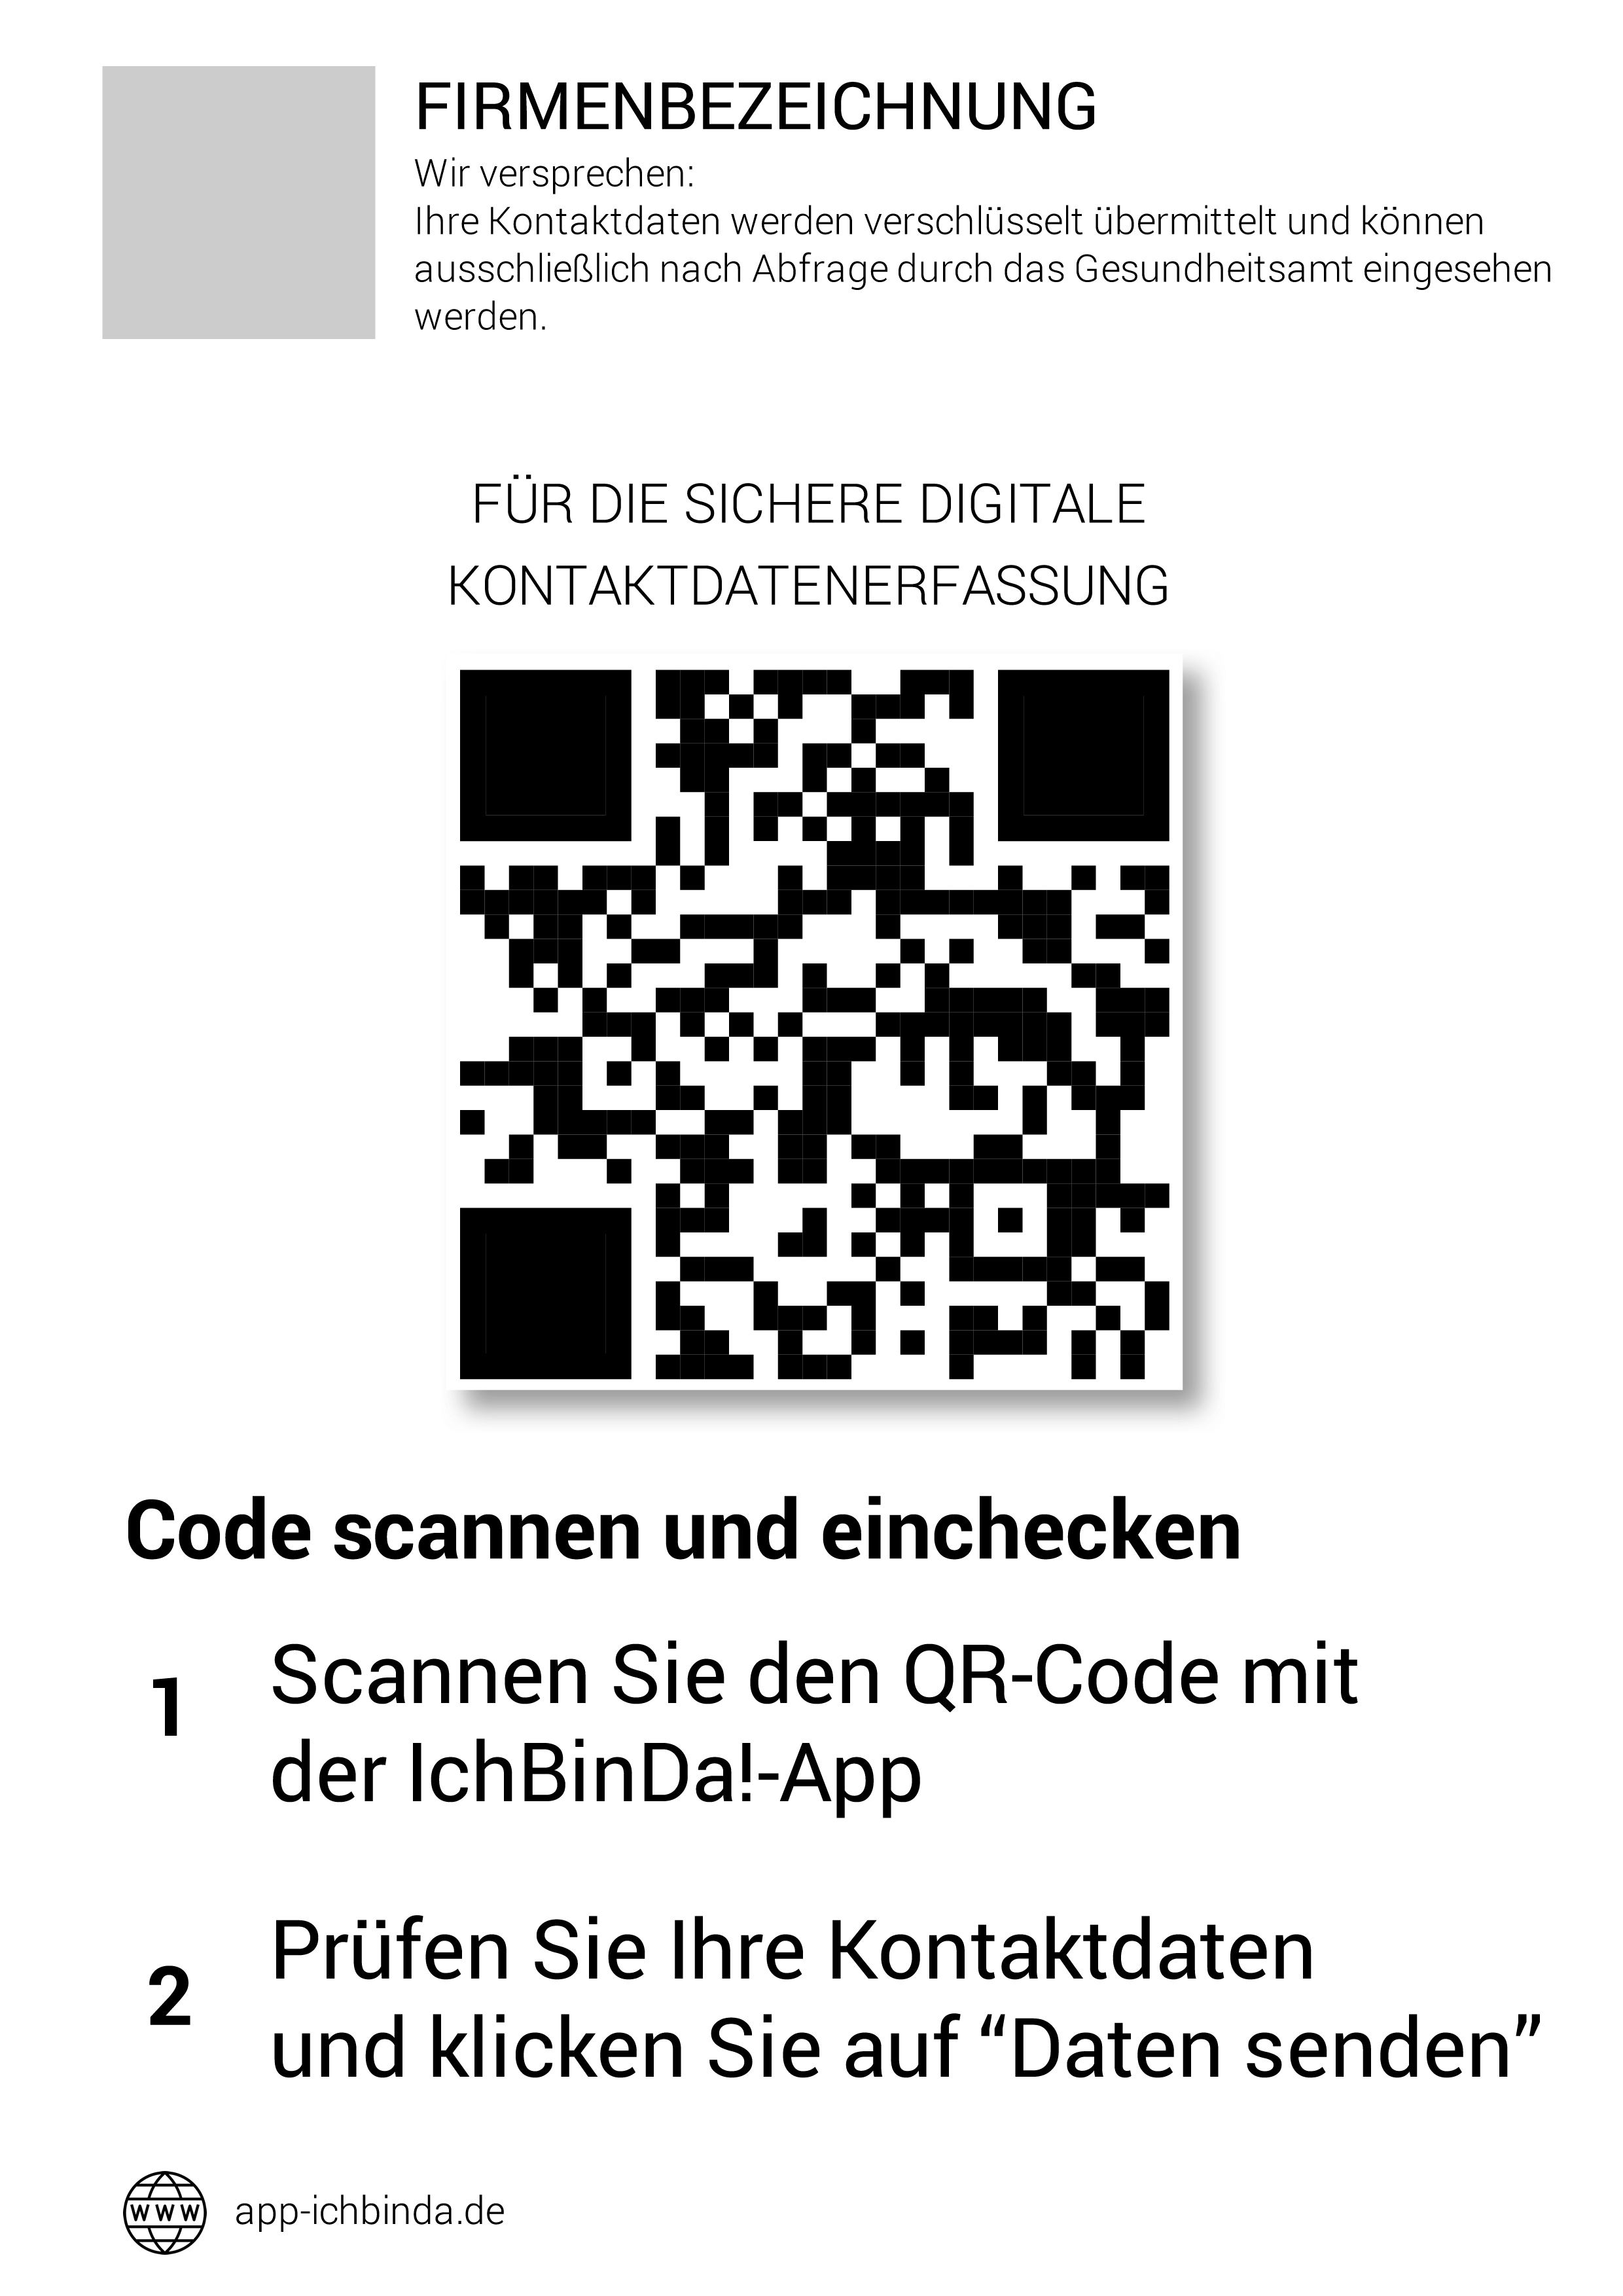 FIRMENBEZEICHNUNG
Wir versprechen:
Ihre Kontaktdaten werden verschlüsselt übermittelt und können
ausschließlich nach Abfrage durch das Gesundheitsamt eingesehen
werden.
FÜR DIE SICHERE DIGITALE
KONTAKTDATENERFASSUNG
Code scannen und einchecken
1
Scannen Sie den QR-Code mit
der IchBinDa!-App
2
Prüfen Sie Ihre Kontaktdaten
und klicken Sie auf “Daten senden”
WWW
app-ichbinda.de